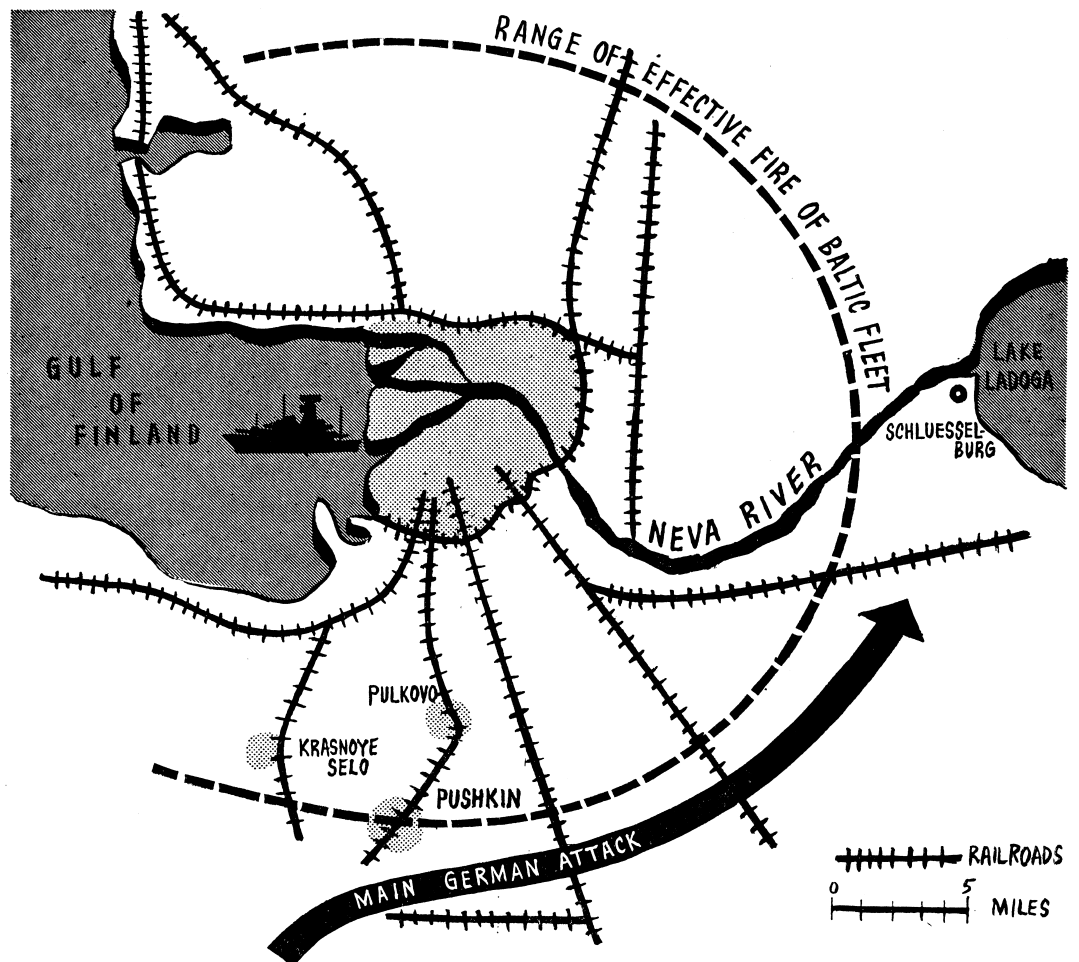 RANGE OF EFFECTIVE FIRE OF BALTIC FLEET
GULF
OF
FINLAND
LAKE
LADOGA
SCHLUESSEL-
BURG
NEVA RIVER
PULKOVO
KRASNOYE
SELO
PUSHKIN
MAIN GERMAN ATTACK
RAILROADS
0 5
MILES